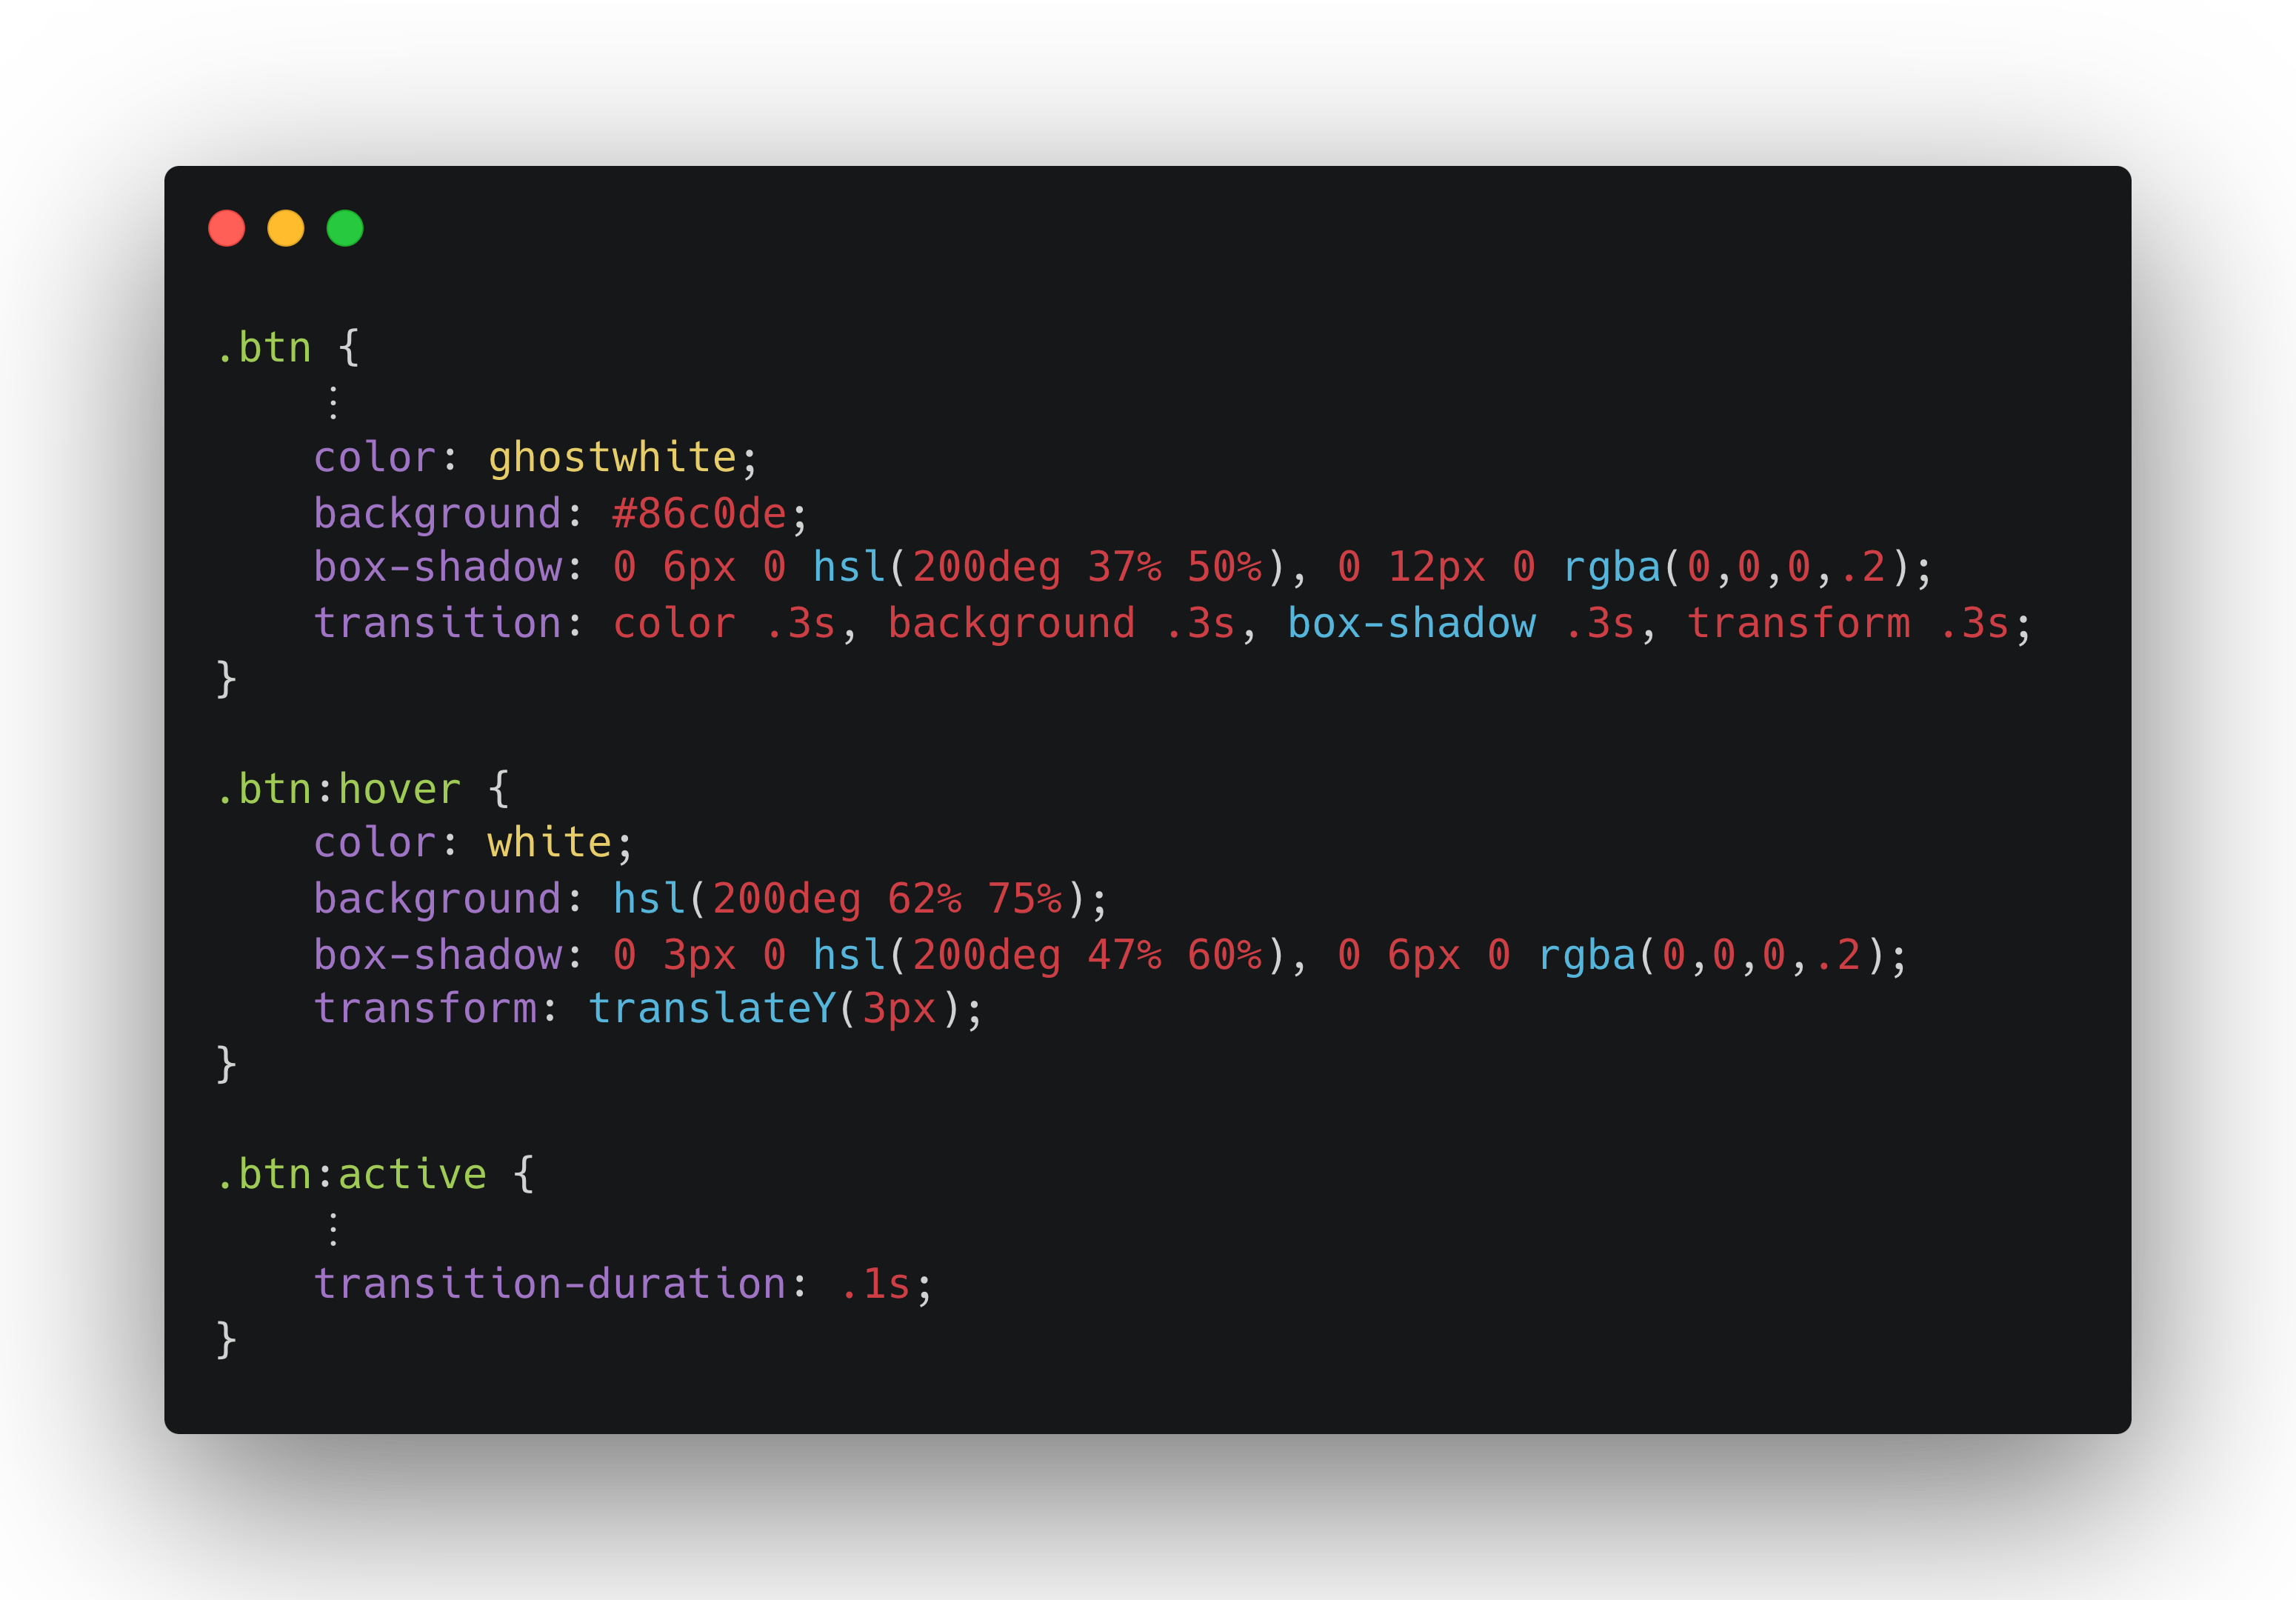 .btn {
⋮
color: ghostwhite;
background: #86c0de;
box-shadow: 0 6px 0 hsl(200deg 37% 50%), 0 12px 0 rgba(0,0,0,.2);
transition: color .3s, background .3s, box-shadow .3s, transform .3s;
}
.btn:hover {
color: white;
background: hsl(200deg 62% 75%);
box-shadow: 0 3px 0 hsl(200deg 47% 60%), 0 6px 0 rgba(0,0,0,.2);
transform: translateY(3px);
}
.btn:active {
⋮
transition-duration: .1s;
}